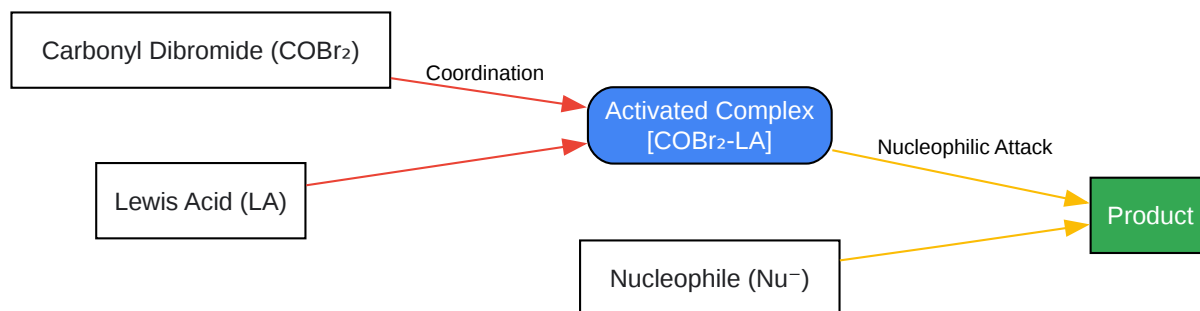 Carbonyl Dibromide (COBr₂)
Coordination
Activated Complex
[COBr₂-LA]
Nucleophilic Attack
Lewis Acid (LA)
Product
Nucleophile (Nu⁻)